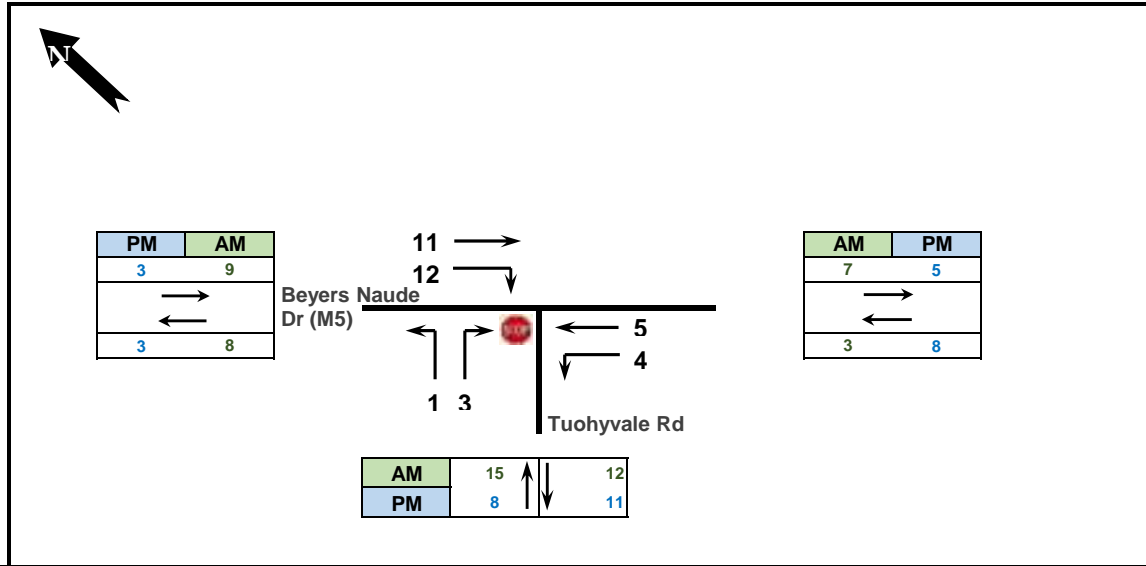 N
PM AM
3 9
3 8
Beyers Naude
Dr (M5)
11
12
STOP
5
4
1 3
Tuohyvale Rd
AM PM
7 5
3 8
AM 15 12
PM 8 11